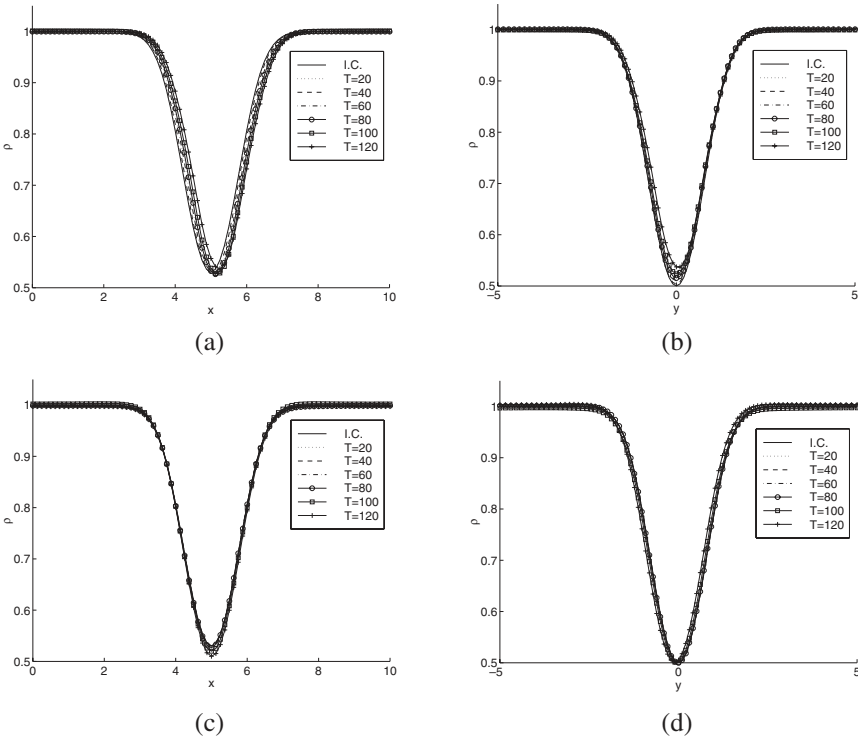 1
0.9
0.8
0.7
0.6
0.5
ρ
0 2 4 6 8 10
x
I.C.
T=20
T=40
T=60
T=80
T=100
T=120
(a)
1
0.9
0.8
0.7
0.6
0.5
ρ
−5 0 5
y
I.C.
T=20
T=40
T=60
T=80
T=100
T=120
(b)
1
0.9
0.8
0.7
0.6
0.5
ρ
0 2 4 6 8 10
x
I.C.
T=20
T=40
T=60
T=80
T=100
T=120
(c)
1
0.9
0.8
0.7
0.6
0.5
ρ
−5 0 5
y
I.C.
T=20
T=40
T=60
T=80
T=100
T=120
(d)